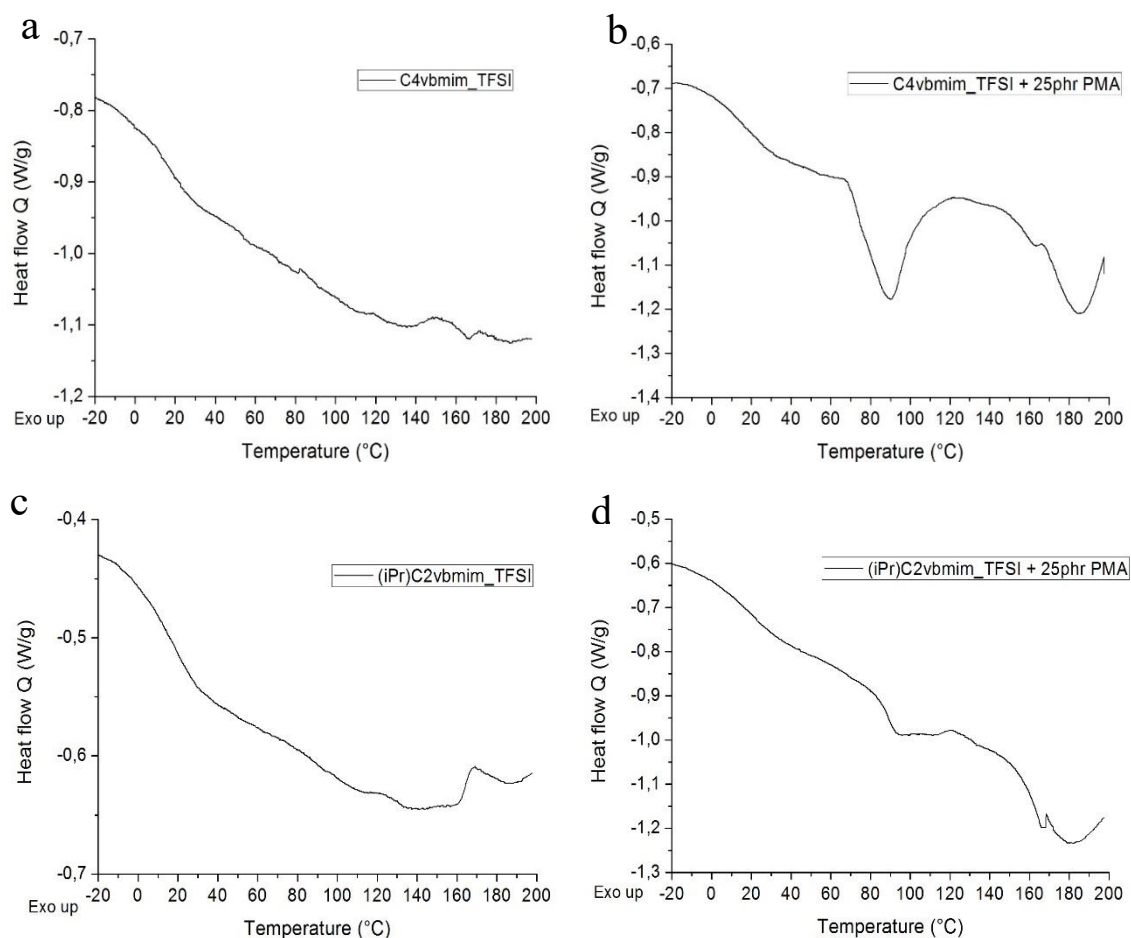 a
-0,7
-0,8
-0,9
-1,0
-1,1
-1,2
Heat flow Q (W/g)
C4vbmim_TFSI
-20 0 20 40 60 80 100 120 140 160 180 200
Exo up
Temperature (°C)
b
-0,6
-0,7
-0,8
-0,9
-1,0
-1,1
-1,2
-1,3
-1,4
Heat flow Q (W/g)
C4vbmim_TFSI + 25phr PMA
-20 0 20 40 60 80 100 120 140 160 180 200
Exo up
Temperature (°C)
c
-0,4
-0,5
-0,6
-0,7
Heat flow Q (W/g)
(iPr)C2vbmim_TFSI
-20 0 20 40 60 80 100 120 140 160 180 200
Exo up
Temperature (°C)
d
-0,5
-0,6
-0,7
-0,8
-0,9
-1,0
-1,1
-1,2
-1,3
Heat flow Q (W/g)
(iPr)C2vbmim_TFSI + 25phr PMA
-20 0 20 40 60 80 100 120 140 160 180 200
Exo up
Temperature (°C)